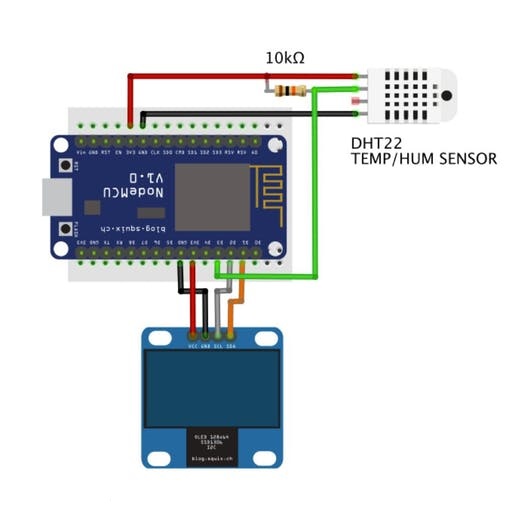 10kΩ
DHT22
TEMP/HUM SENSOR
Vin GND RST EN 3V3 GND CLK SD0 CMD SD1 SD2 SD3 RSV RSV A0
RST
NodeMCU
V1.0
blog.squix.ch
FLASH
3V3 GND TX RX D8 D7 D6 D5 GND 3V3 D4 D3 D2 D1 D0
VCC GND SCL SDA
OLED 128x64
SSD1306
I2C
blog.squix.ch